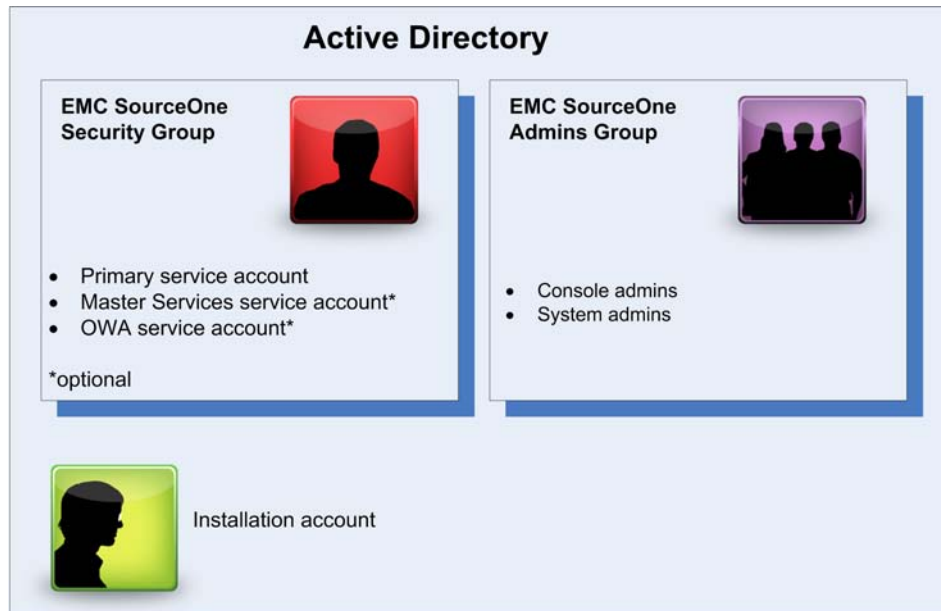 Active Directory
EMC SourceOne
Security Group
• Primary service account
• Master Services service account*
• OWA service account*
*optional
EMC SourceOne
Admins Group
• Console admins
• System admins
Installation account